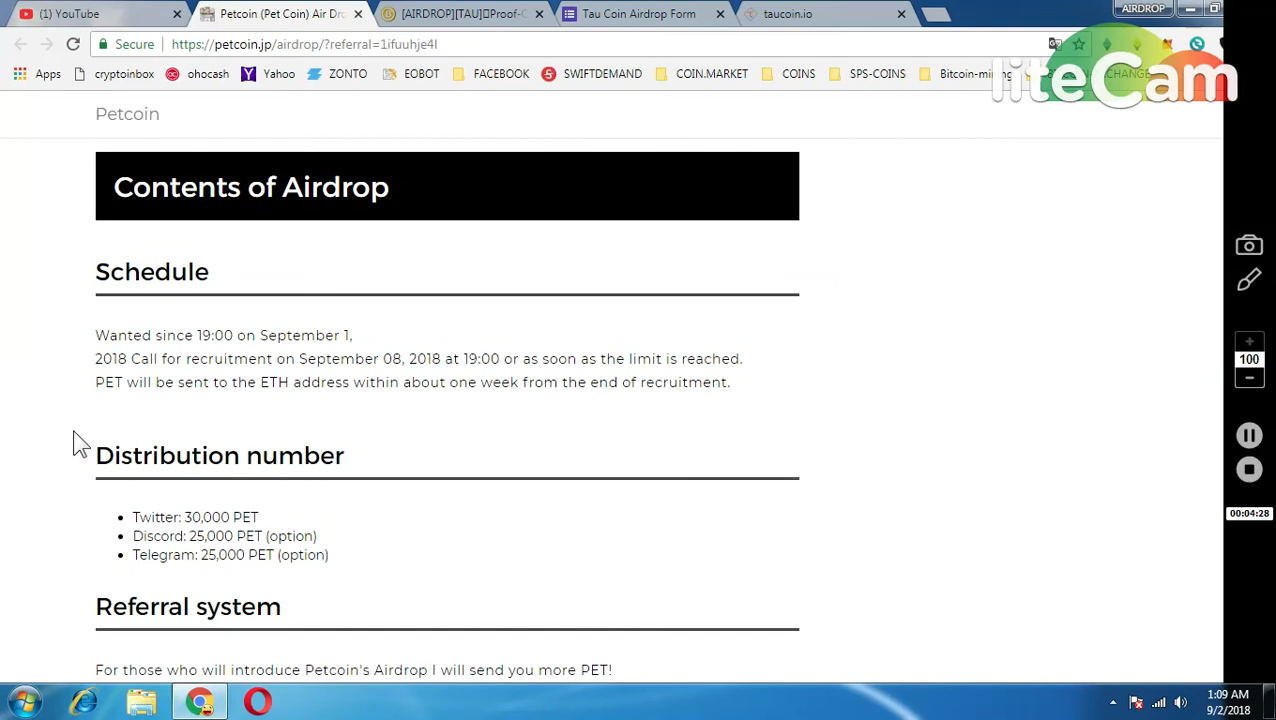 (1) YouTube
Petcoin (Pet Coin) Air Dr
Tau Coin Airdrop Form
taucoin.io
AIRDROP
Secure
https://petcoin.jp/airdrop/?referral=1ifuuhje4l
Apps
cryptoinbox
ohocash
Yahoo
ZONTO
EOBOT
FACEBOOK
SWIFTDEMAND
COIN.MARKET
COINS
SPS-COINS
liteCam
Petcoin
Contents of Airdrop
Schedule
Wanted since 19:00 on September 1,
2018 Call for recruitment on September 08, 2018 at 19:00 or as soon as the limit is reached.
PET will be sent to the ETH address within about one week from the end of recruitment.
100
Distribution number
00:04:28
Twitter: 30,000 PET
Discord: 25,000 PET (option)
Telegram: 25,000 PET (option)
Referral system
For those who will introduce Petcoin's Airdrop I will send you more PET!
1:09 AM
9/2/2018